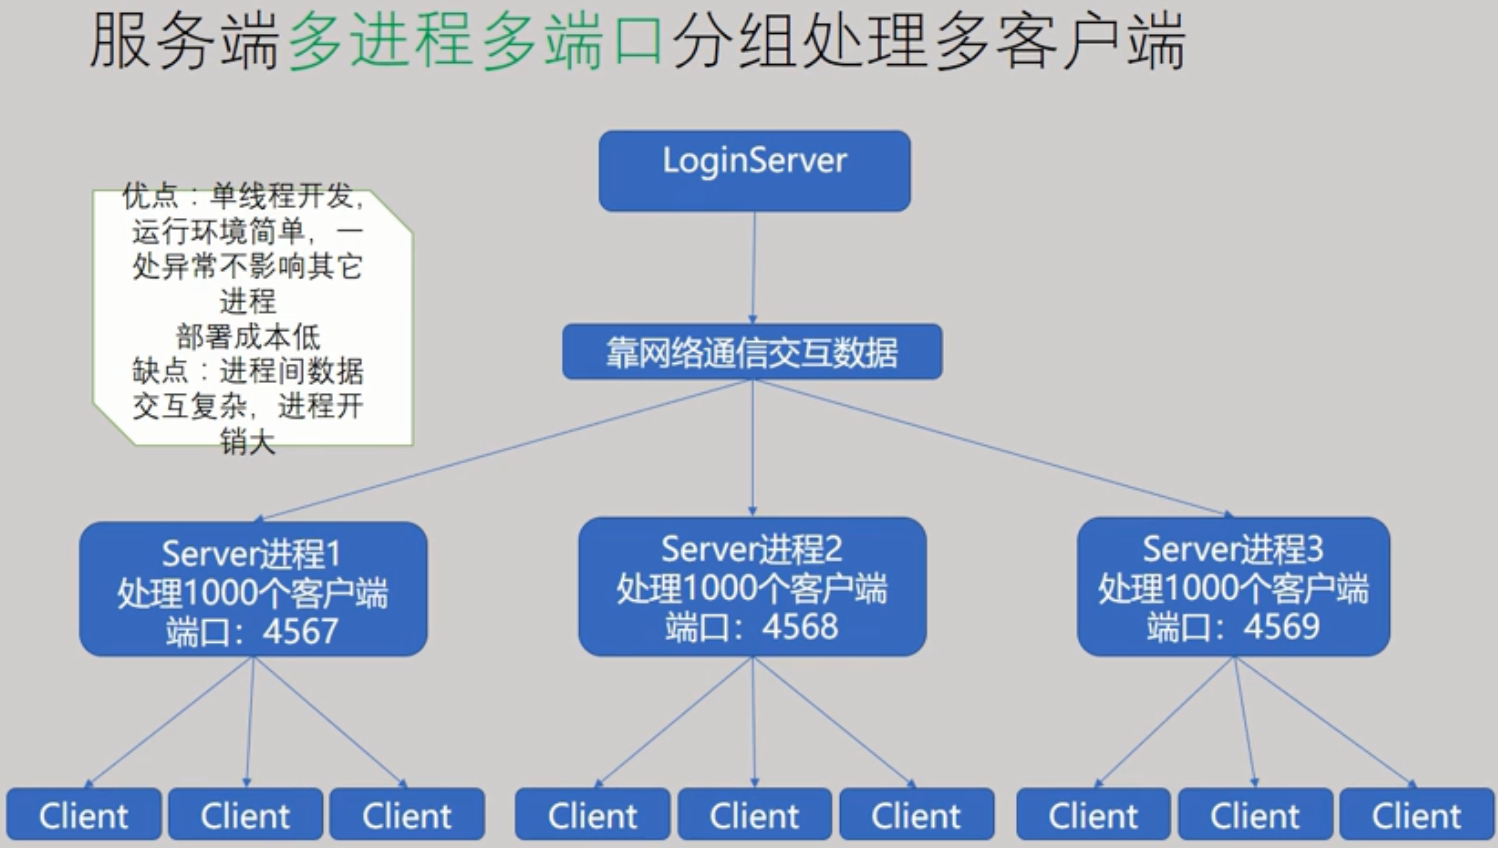 服务端多进程多端口分组处理多客户端
LoginServer
优点：单线程开发，
运行环境简单，一
处异常不影响其它
进程
部署成本低
缺点：进程间数据
交互复杂，进程开
销大
靠网络通信交互数据
Server进程1
处理1000个客户端
端口：4567
Server进程2
处理1000个客户端
端口：4568
Server进程3
处理1000个客户端
端口：4569
Client
Client
Client
Client
Client
Client
Client
Client
Client